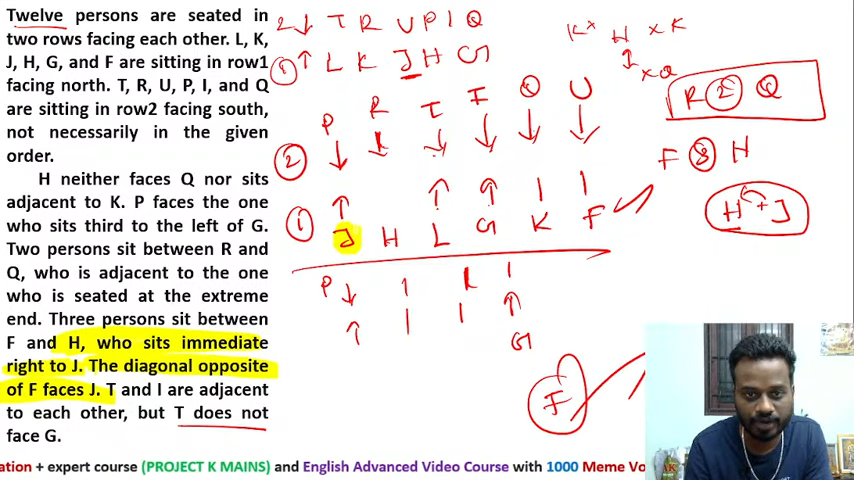 Twelve persons are seated in
two rows facing each other. L, K,
J, H, G, and F are sitting in row1
facing north. T, R, U, P, I, and Q
are sitting in row2 facing south,
not necessarily in the given
order.
H neither faces Q nor sits
adjacent to K. P faces the one
who sits third to the left of G.
Two persons sit between R and
Q, who is adjacent to the one
who is seated at the extreme
end. Three persons sit between
F and H, who sits immediate
right to J. The diagonal opposite
of F faces J. T and I are adjacent
to each other, but T does not
face G.
2 T R U P I Q
1 L K J H G
K H K
Q
R 2 Q
F 3 H
H + J
P R T I Q U
2
1 J H L G K F
P
G
F
ation + expert course (PROJECT K MAINS) and English Advanced Video Course with 1000 Meme Vo